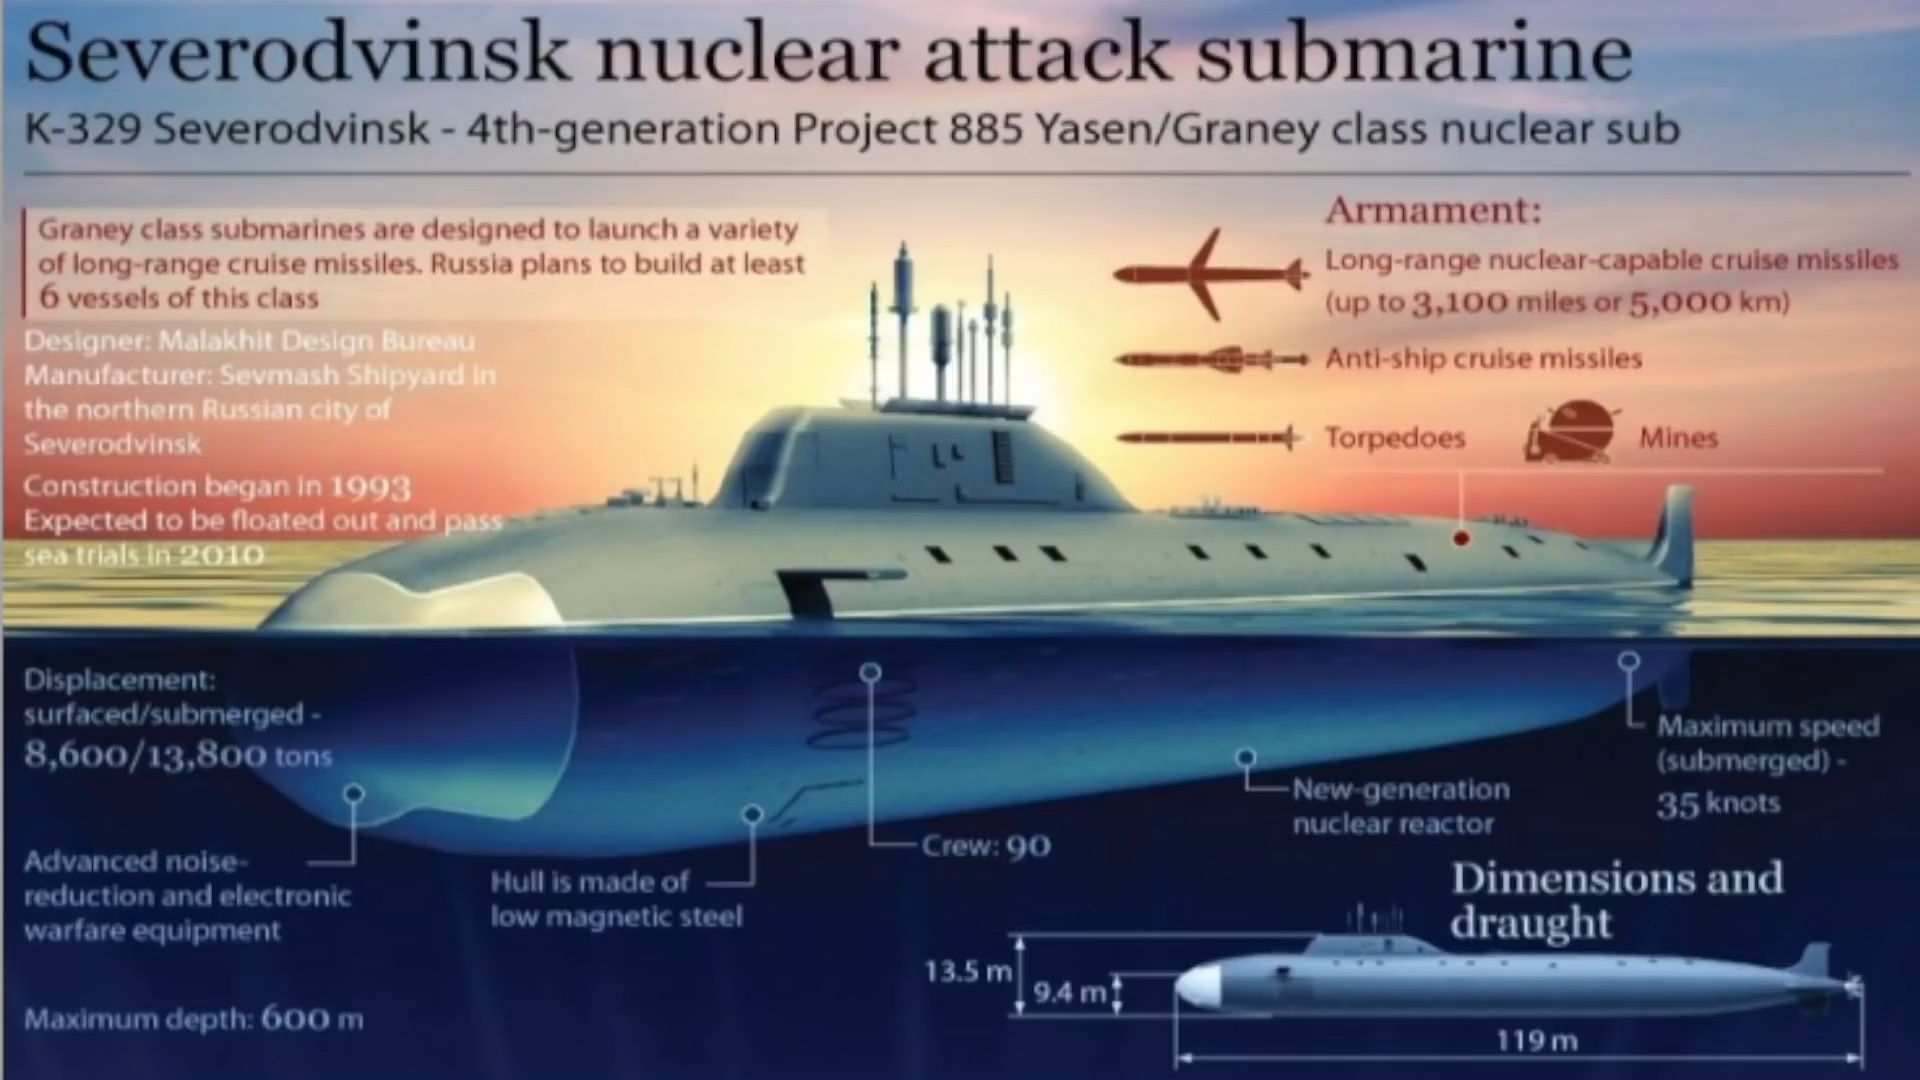 Severodvinsk nuclear attack submarine
K-329 Severodvinsk - 4th-generation Project 885 Yasen/Graney class nuclear sub
Graney class submarines are designed to launch a variety
of long-range cruise missiles. Russia plans to build at least
6 vessels of this class
Designer: Malakhit Design Bureau
Manufacturer: Sevmash Shipyard in
the northern Russian city of
Severodvinsk
Construction began in 1993
Expected to be floated out and pass
sea trials in 2010
Armament:
Long-range nuclear-capable cruise missiles
(up to 3,100 miles or 5,000 km)
Anti-ship cruise missiles
Torpedoes
Mines
Displacement:
surfaced/submerged -
8,600/13,800 tons
Advanced noise-
reduction and electronic
warfare equipment
Maximum depth: 600 m
Hull is made of
low magnetic steel
Crew: 90
New-generation
nuclear reactor
Maximum speed
(submerged) -
35 knots
Dimensions and
draught
13.5 m
9.4 m
119 m